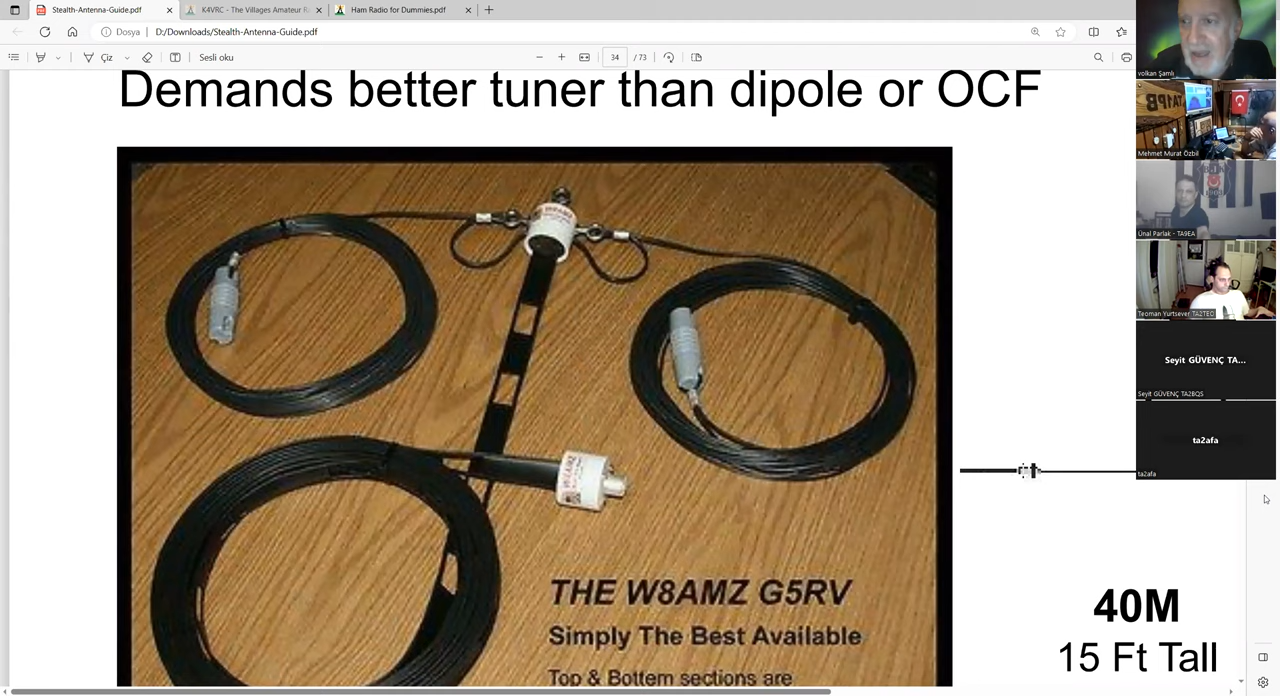 Stealth-Antenna-Guide.pdf
K4VRC - The Villages Amateur R
Ham Radio for Dummies.pdf
Dosya
D:/Downloads/Stealth-Antenna-Guide.pdf
Çiz
Sesli oku
34 / 73
Demands better tuner than dipole or OCF
THE W8AMZ G5RV
Simply The Best Available
Top & Bottem sections are
40M
15 Ft Tall
volkan Şamlı
TA1PB
Mehmet Murat Özbil
Ünal Parlak - TA9EA
Teoman Yurtsever TA2TEO
Seyit GÜVENÇ TA...
Seyit GÜVENÇ TA2BQS
ta2afa
ta2afa